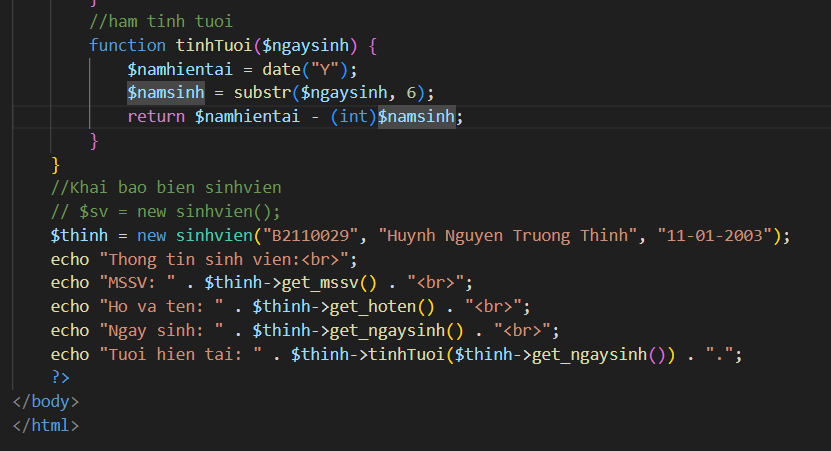 }
//ham tinh tuoi
function tinhTuoi($ngaysinh) {
$namhientai = date("Y");
$namsinh = substr($ngaysinh, 6);
return $namhientai - (int)$namsinh;
}
}
//Khai bao bien sinhvien
// $sv = new sinhvien();
$thinh = new sinhvien("B2110029", "Huynh Nguyen Truong Thinh", "11-01-2003");
echo "Thong tin sinh vien:<br>";
echo "MSSV: " . $thinh->get_mssv() . "<br>";
echo "Ho va ten: " . $thinh->get_hoten() . "<br>";
echo "Ngay sinh: " . $thinh->get_ngaysinh() . "<br>";
echo "Tuoi hien tai: " . $thinh->tinhTuoi($thinh->get_ngaysinh()) . ".";
?>
</body>
</html>